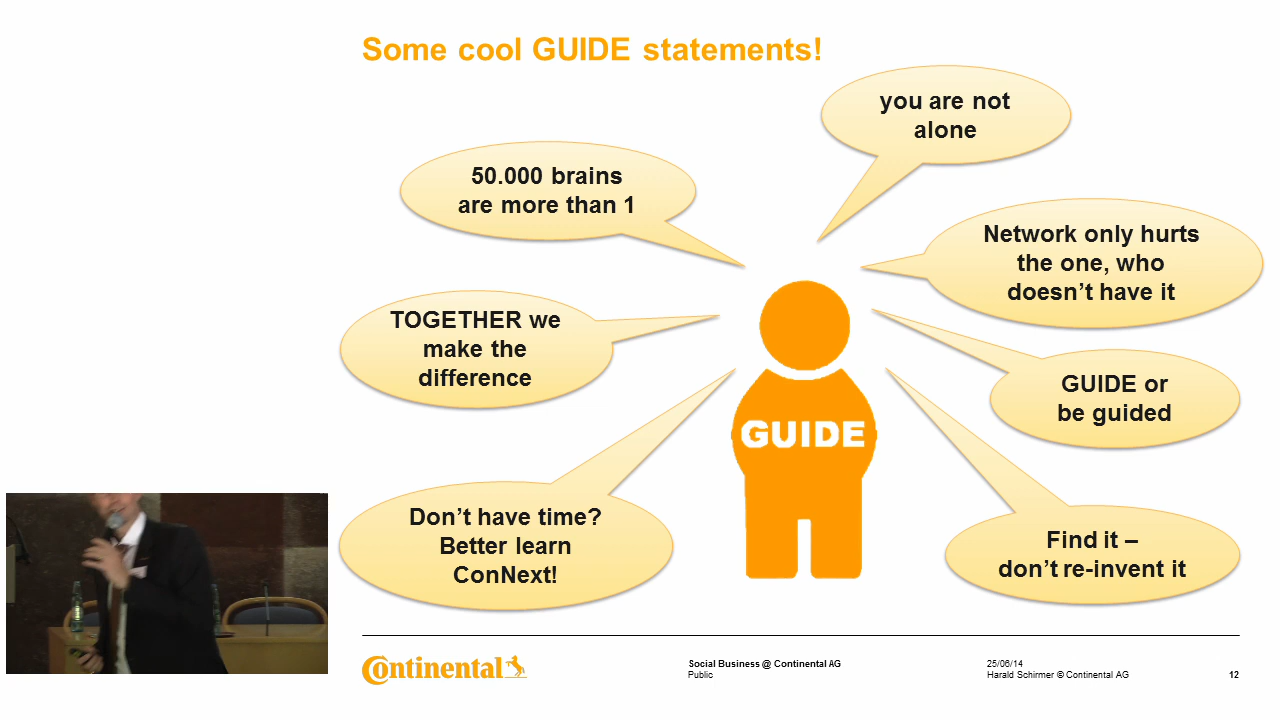 Some cool GUIDE statements!
you are not
alone
50.000 brains
are more than 1
Network only hurts
the one, who
doesn’t have it
TOGETHER we
make the
difference
GUIDE or
be guided
GUIDE
Don’t have time?
Better learn
ConNext!
Find it –
don’t re-invent it
Continental
Social Business @ Continental AG
Public
25/06/14
Harald Schirmer © Continental AG
12